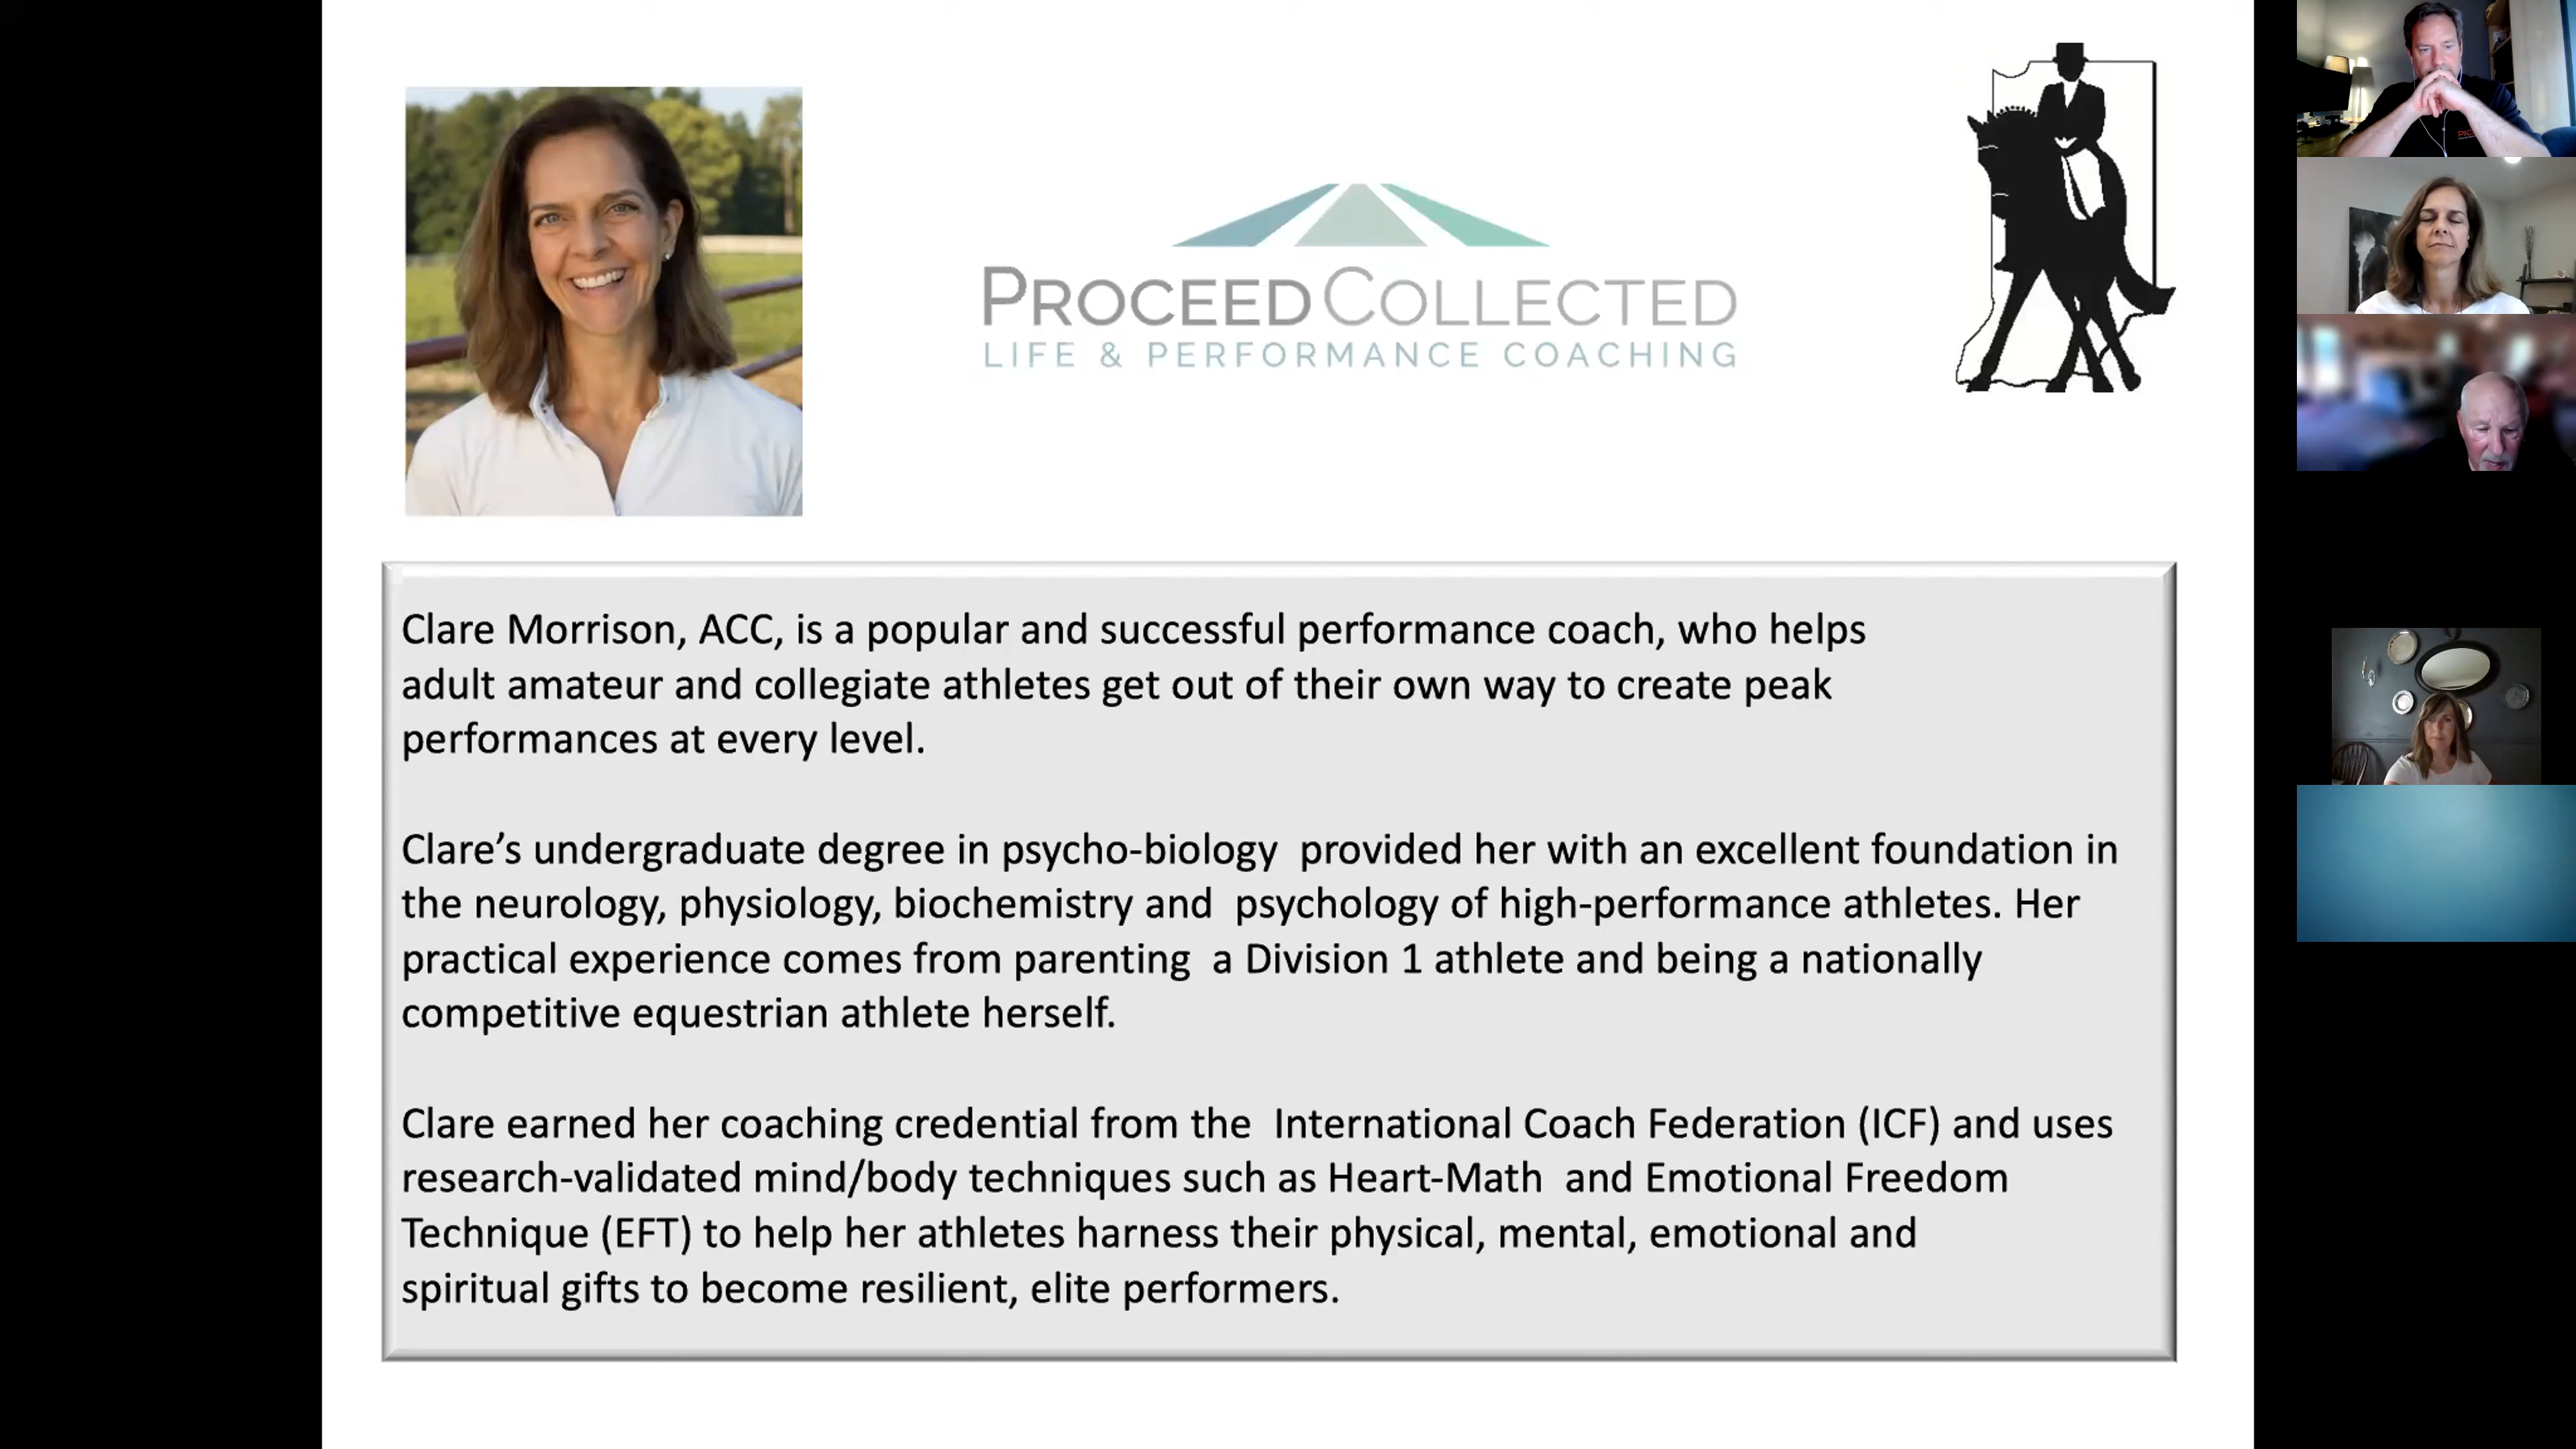 PROCEED COLLECTED
LIFE & PERFORMANCE COACHING
Clare Morrison, ACC, is a popular and successful performance coach, who helps
adult amateur and collegiate athletes get out of their own way to create peak
performances at every level.
Clare’s undergraduate degree in psycho-biology provided her with an excellent foundation in
the neurology, physiology, biochemistry and psychology of high-performance athletes. Her
practical experience comes from parenting a Division 1 athlete and being a nationally
competitive equestrian athlete herself.
Clare earned her coaching credential from the International Coach Federation (ICF) and uses
research-validated mind/body techniques such as Heart-Math and Emotional Freedom
Technique (EFT) to help her athletes harness their physical, mental, emotional and
spiritual gifts to become resilient, elite performers.